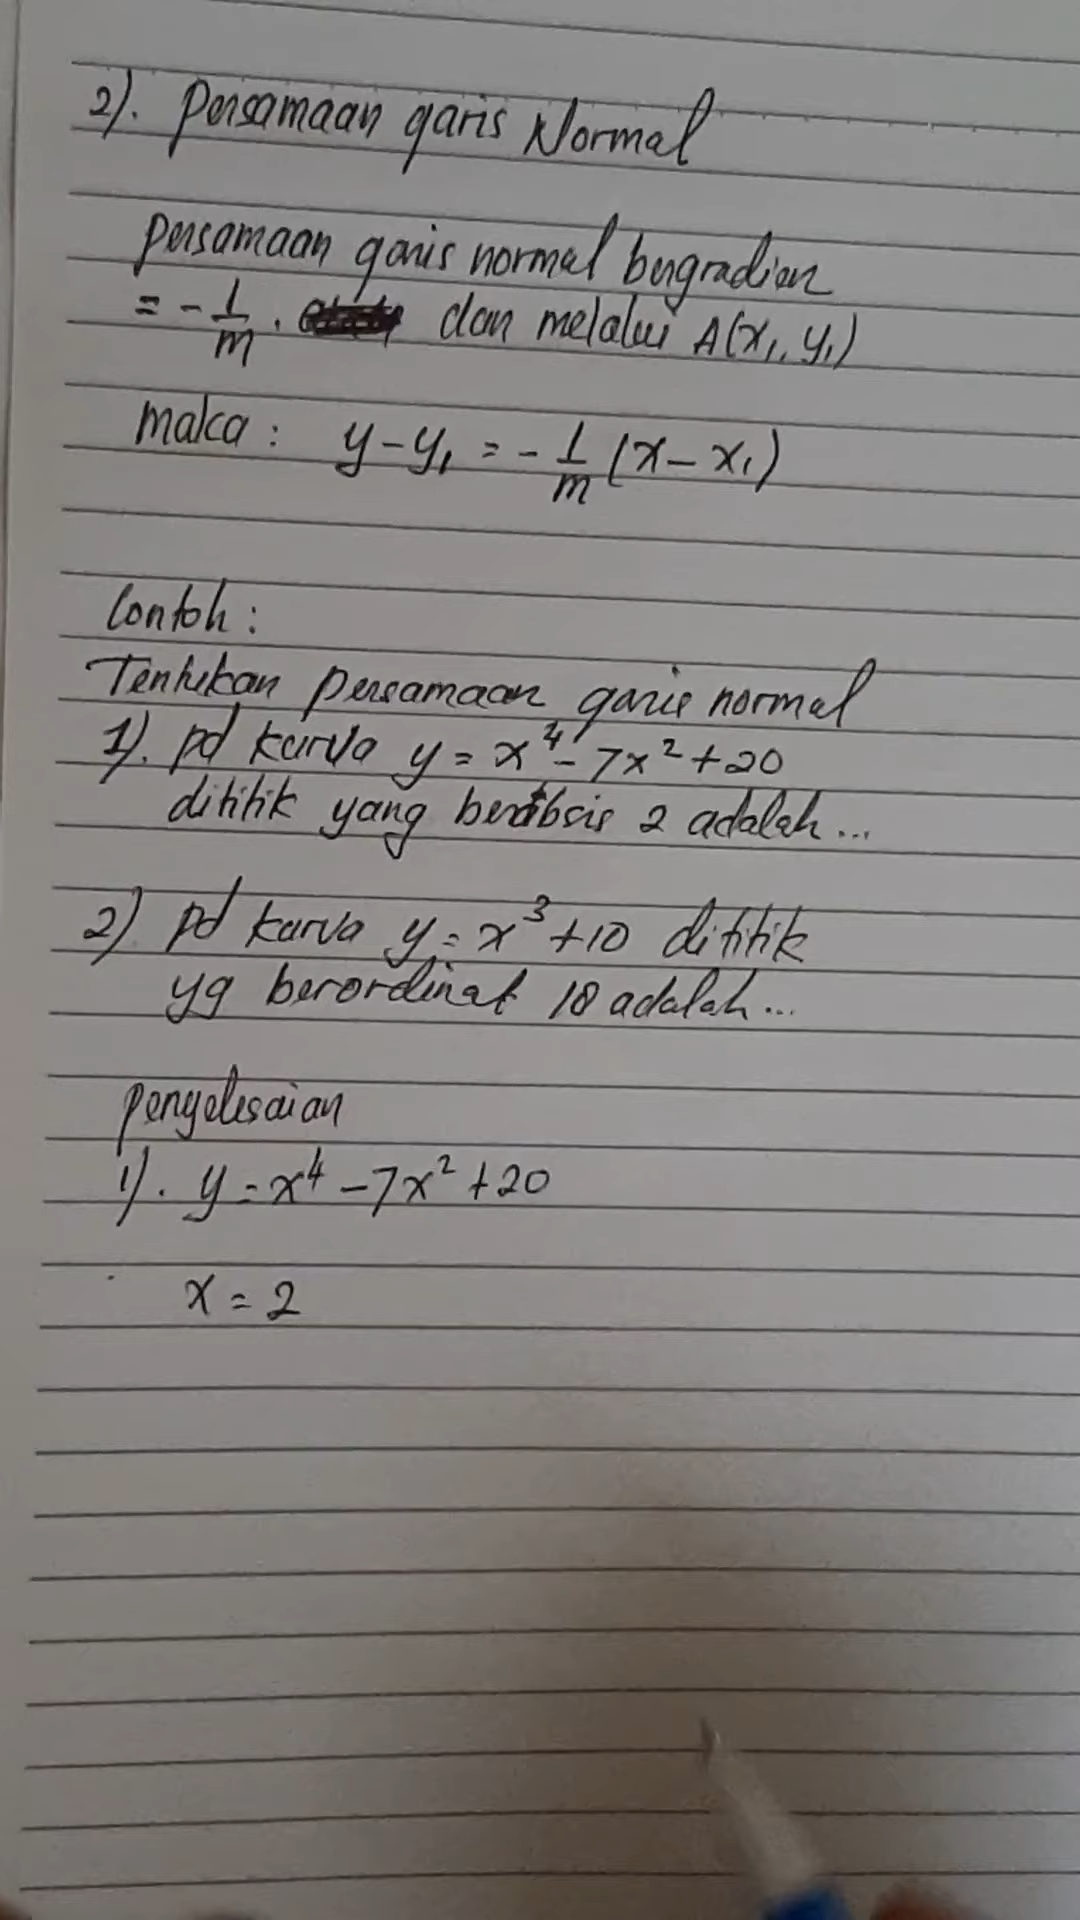 2). Persamaan garis Normal
persamaan garis normal bergradien
= - 1/m . dan melalui A(x₁, y₁)
maka : y - y₁ = - 1/m (x - x₁)
Contoh :
Tentukan persamaan garis normal
1). pd kurva y = x⁴ - 7x² + 20
dititik yang berabsis 2 adalah...
2) pd kurva y = x³ + 10 dititik
yg berordinat 18 adalah...
penyelesaian
1). y = x⁴ - 7x² + 20
x = 2